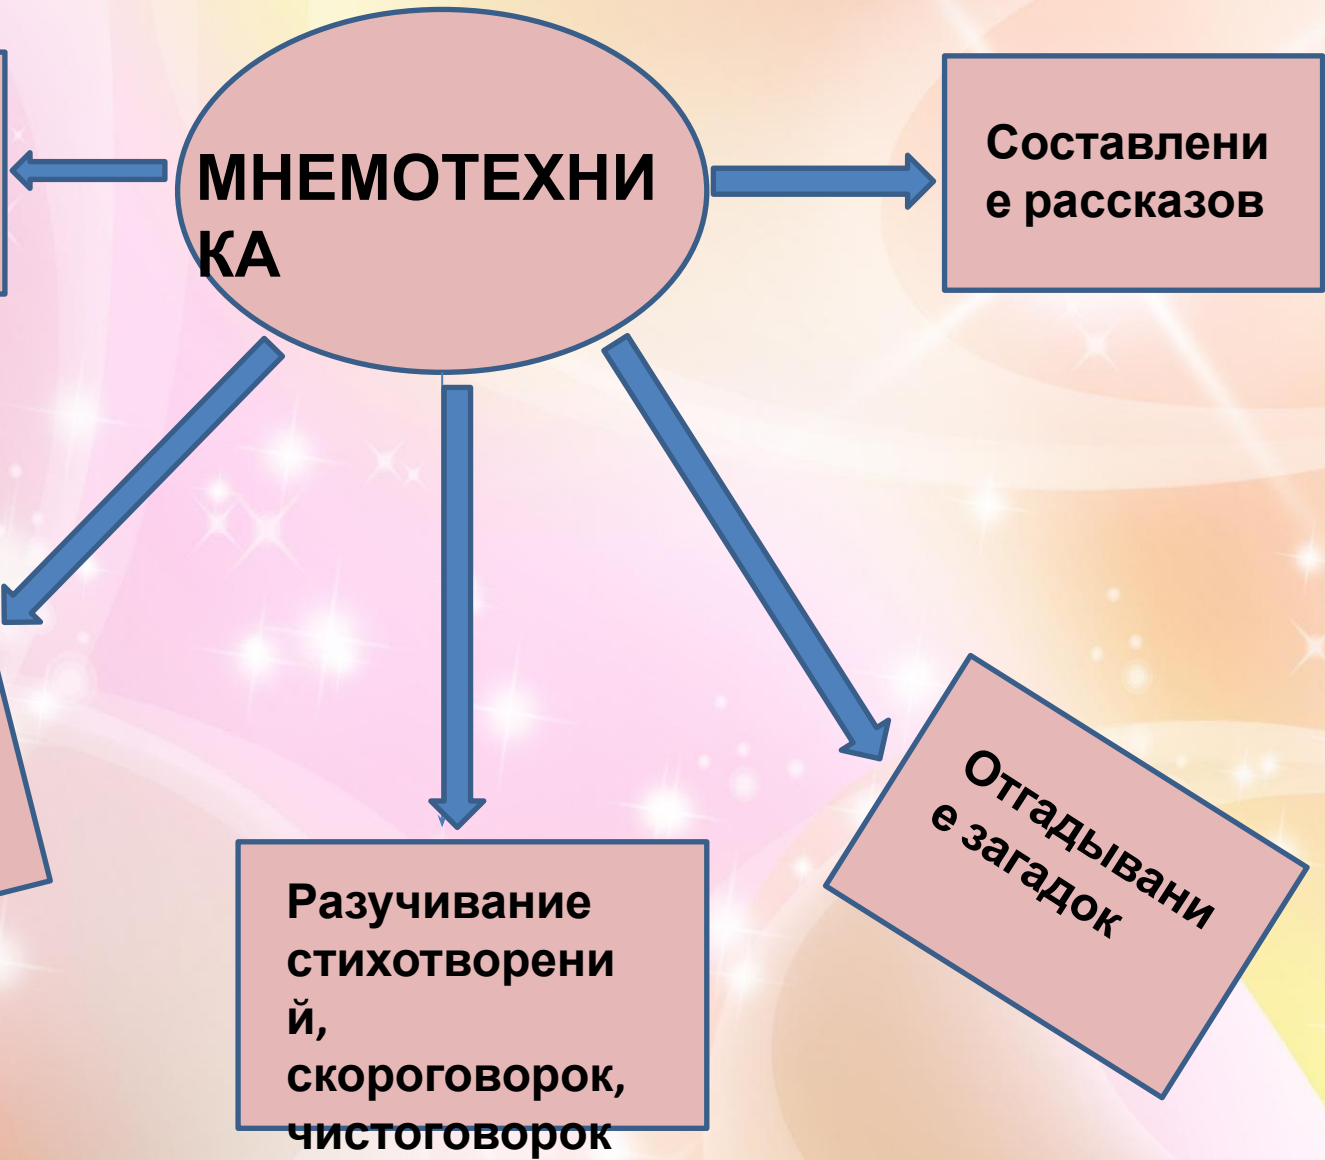 МНЕМОТЕХНИ
КА
Составлени
е рассказов
Разучивание
стихотворени
й,
скороговорок,
чистоговорок
Отгадывани
е загадок